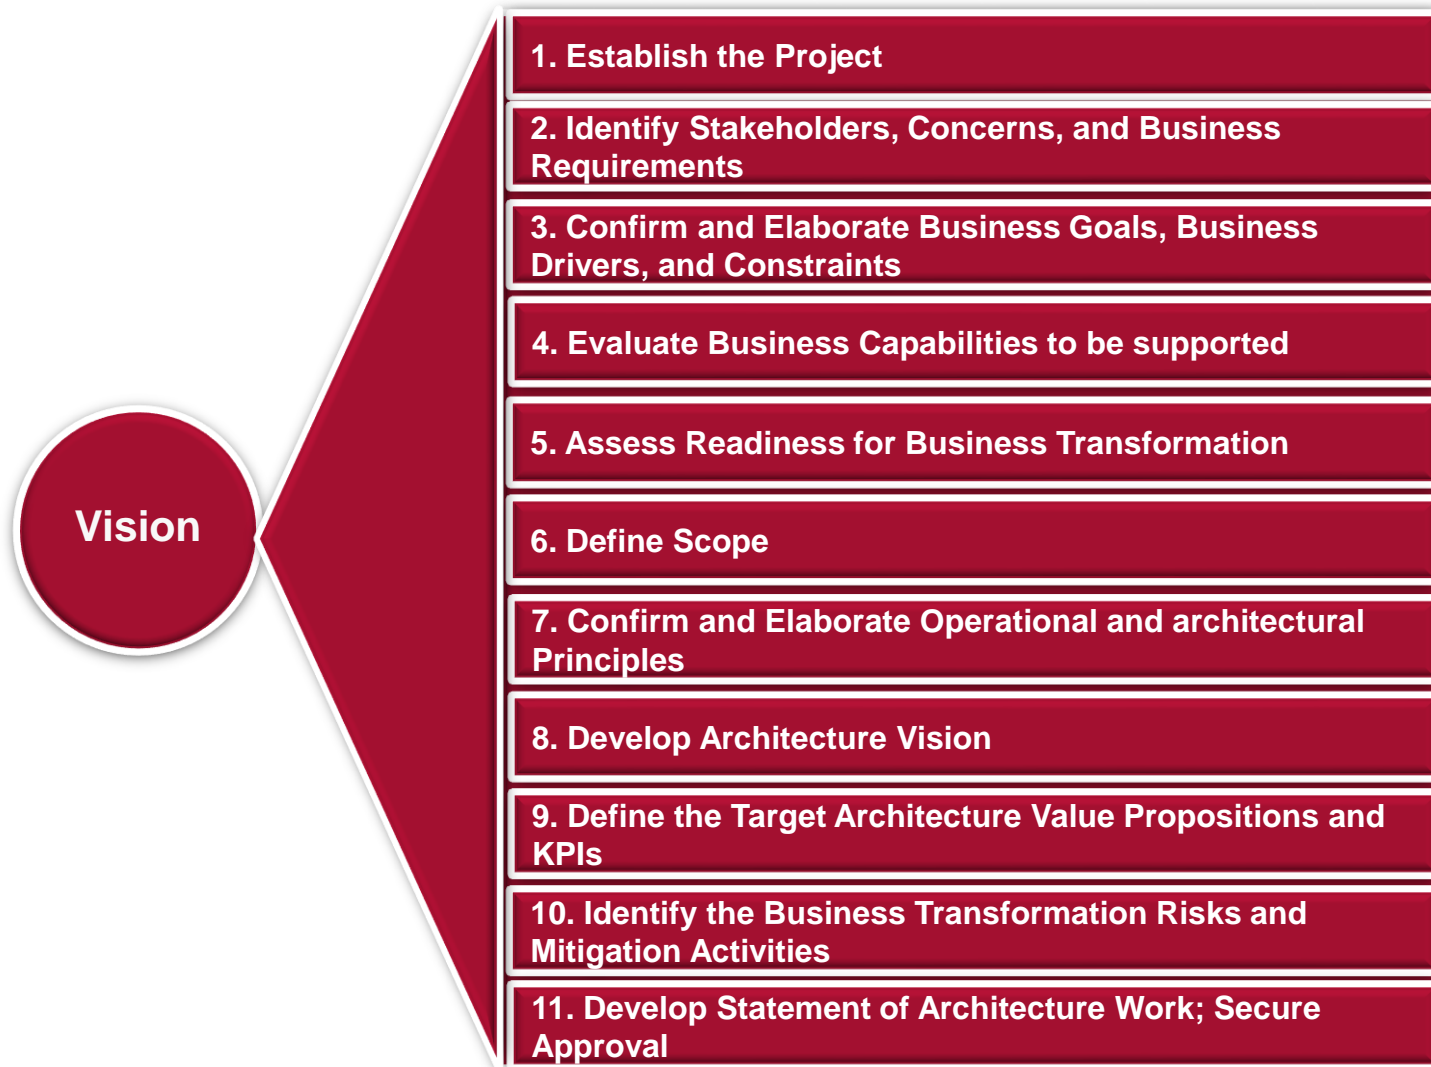 1. Establish the Project
2. Identify Stakeholders, Concerns, and Business
Requirements
3. Confirm and Elaborate Business Goals, Business
Drivers, and Constraints
4. Evaluate Business Capabilities to be supported
5. Assess Readiness for Business Transformation
Vision
6. Define Scope
7. Confirm and Elaborate Operational and architectural
Principles
8. Develop Architecture Vision
9. Define the Target Architecture Value Propositions and
KPIs
10. Identify the Business Transformation Risks and
Mitigation Activities
11. Develop Statement of Architecture Work; Secure
Approval